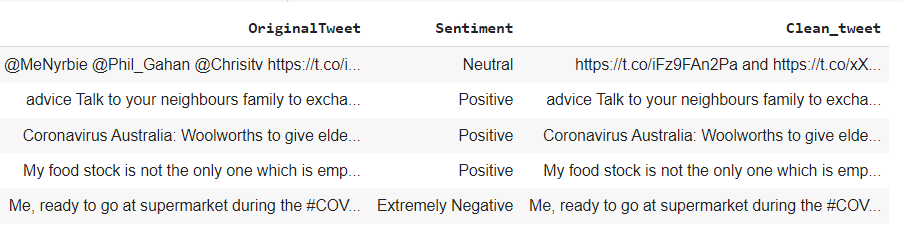 OriginalTweet Sentiment Clean_tweet
@MeNyrbie @Phil_Gahan @Chrisitv https://t.co/i... Neutral https://t.co/iFz9FAn2Pa and https://t.co/xX...
advice Talk to your neighbours family to excha... Positive advice Talk to your neighbours family to excha...
Coronavirus Australia: Woolworths to give elde... Positive Coronavirus Australia: Woolworths to give elde...
My food stock is not the only one which is emp... Positive My food stock is not the only one which is emp...
Me, ready to go at supermarket during the #COV... Extremely Negative Me, ready to go at supermarket during the #COV...